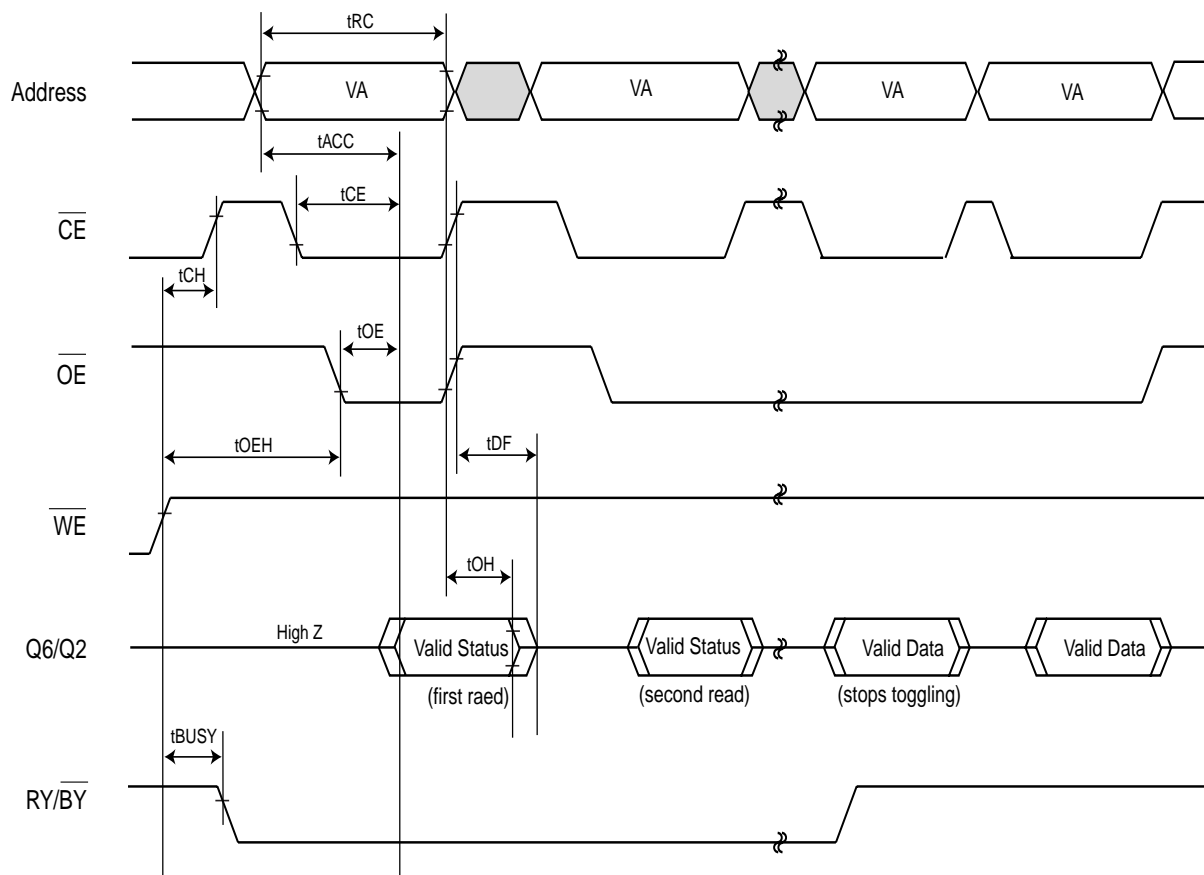 tRC
Address
VA
VA
VA
VA
tACC
tCE
CE
tCH
tOE
OE
tOEH
tDF
WE
tOH
Q6/Q2
High Z
Valid Status
Valid Status
Valid Data
Valid Data
(first raed)
(second read)
(stops toggling)
tBUSY
RY/BY